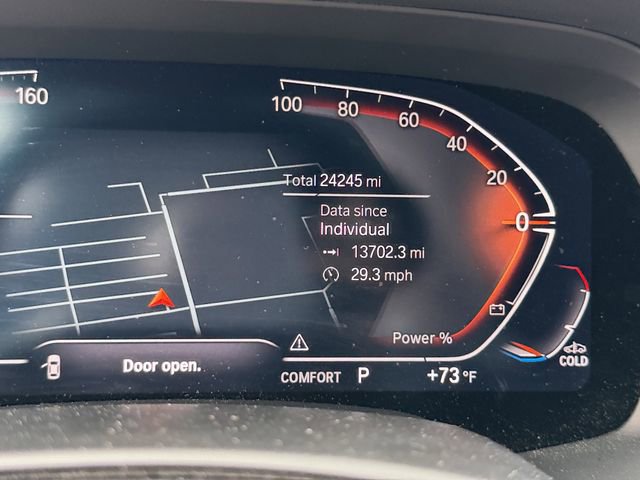 160
100
80
60
40
20
0
Total 24245 mi
Data since
Individual
13702.3 mi
29.3 mph
Power %
Door open.
COMFORT P +73 °F
COLD